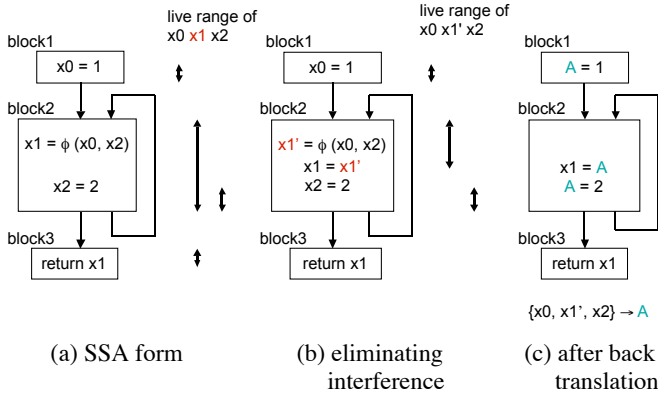 live range of
x0 x1 x2
block1
x0 = 1
block2
x1 = ϕ (x0, x2)
x2 = 2
block3
return x1
(a) SSA form
live range of
x0 x1' x2
block1
x0 = 1
block2
x1’ = ϕ (x0, x2)
x1 = x1’
x2 = 2
block3
return x1
(b) eliminating
interference
block1
A = 1
block2
x1 = A
A = 2
block3
return x1
{x0, x1’, x2} → A
(c) after back
translation